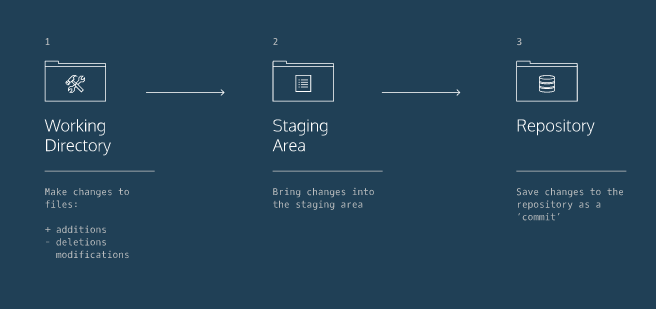 1
Working
Directory
Make changes to
files:
+ additions
- deletions
modifications
2
Staging
Area
Bring changes into
the staging area
3
Repository
Save changes to the
repository as a
'commit'